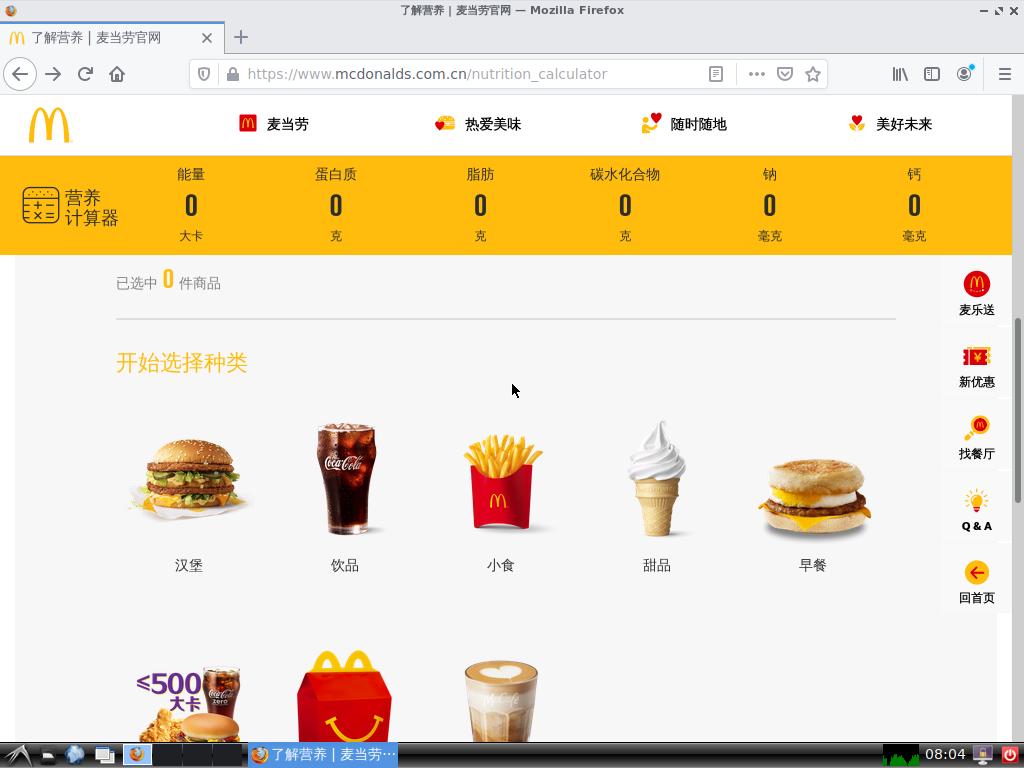 了解营养 | 麦当劳官网 — Mozilla Firefox
了解营养 | 麦当劳官网
https://www.mcdonalds.com.cn/nutrition_calculator
麦当劳 热爱美味 随时随地 美好未来
营养
计算器
能量 蛋白质 脂肪 碳水化合物 钠 钙
0 0 0 0 0 0
大卡 克 克 克 毫克 毫克
已选中 0 件商品
开始选择种类
Coca-Cola
汉堡 饮品 小食 甜品 早餐
麦乐送
新优惠
找餐厅
Q & A
回首页
≤500
大卡
Coca-Cola
zero
McCafé
了解营养 | 麦当劳…
08:04